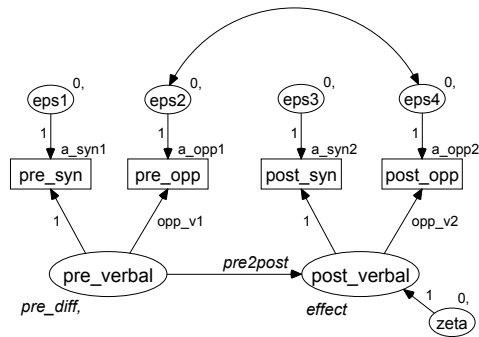 0, 0, 0, 0,
eps1 eps2 eps3 eps4
1 1 1 1
a_syn1 a_opp1 a_syn2 a_opp2
pre_syn pre_opp post_syn post_opp
1 opp_v1 1 opp_v2
pre2post
pre_verbal post_verbal
pre_diff, effect 1 0,
zeta